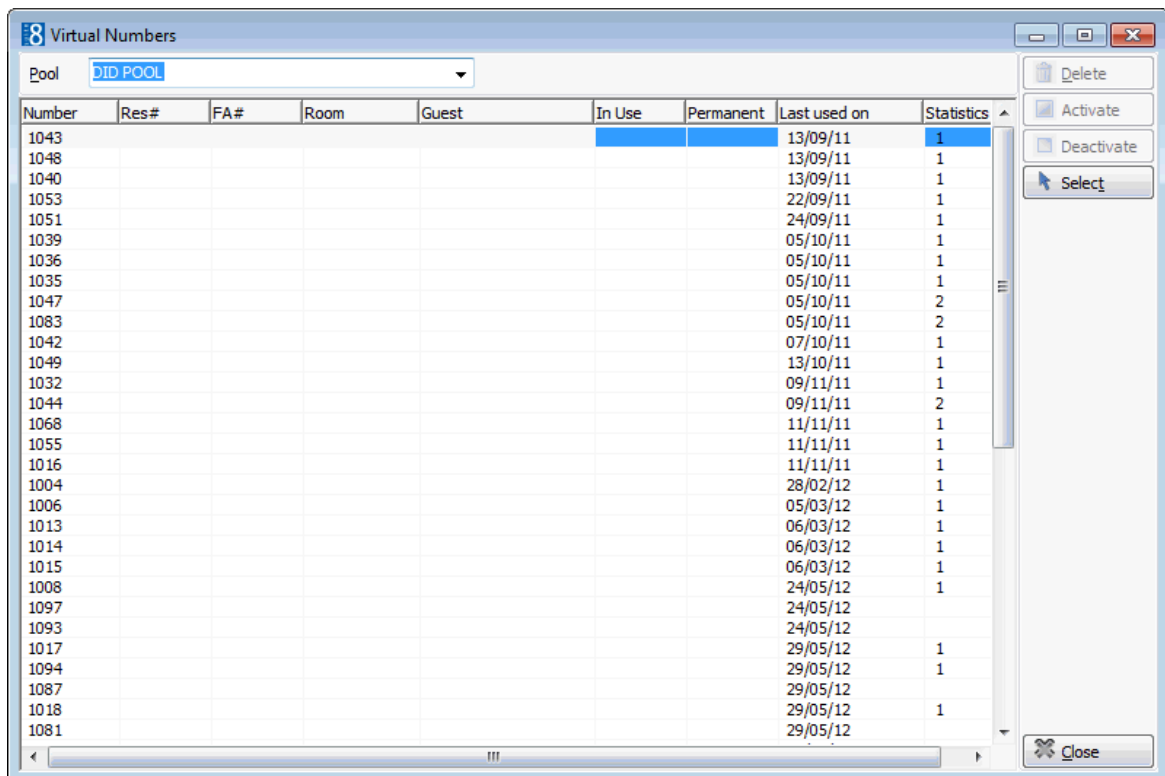 8 Virtual Numbers
Pool DID POOL
Delete
Number Res# FA# Room Guest In Use Permanent Last used on Statistics
Activate
1043 13/09/11 1
Deactivate
1048 13/09/11 1
1040 13/09/11 1
Select
1053 22/09/11 1
1051 24/09/11 1
1039 05/10/11 1
1036 05/10/11 1
1035 05/10/11 1
1047 05/10/11 2
1083 05/10/11 2
1042 07/10/11 1
1049 13/10/11 1
1032 09/11/11 1
1044 09/11/11 2
1068 11/11/11 1
1055 11/11/11 1
1016 11/11/11 1
1004 28/02/12 1
1006 05/03/12 1
1013 06/03/12 1
1014 06/03/12 1
1015 06/03/12 1
1008 24/05/12 1
1097 24/05/12
1093 24/05/12
1017 29/05/12 1
1094 29/05/12 1
1087 29/05/12
1018 29/05/12 1
1081 29/05/12
Close